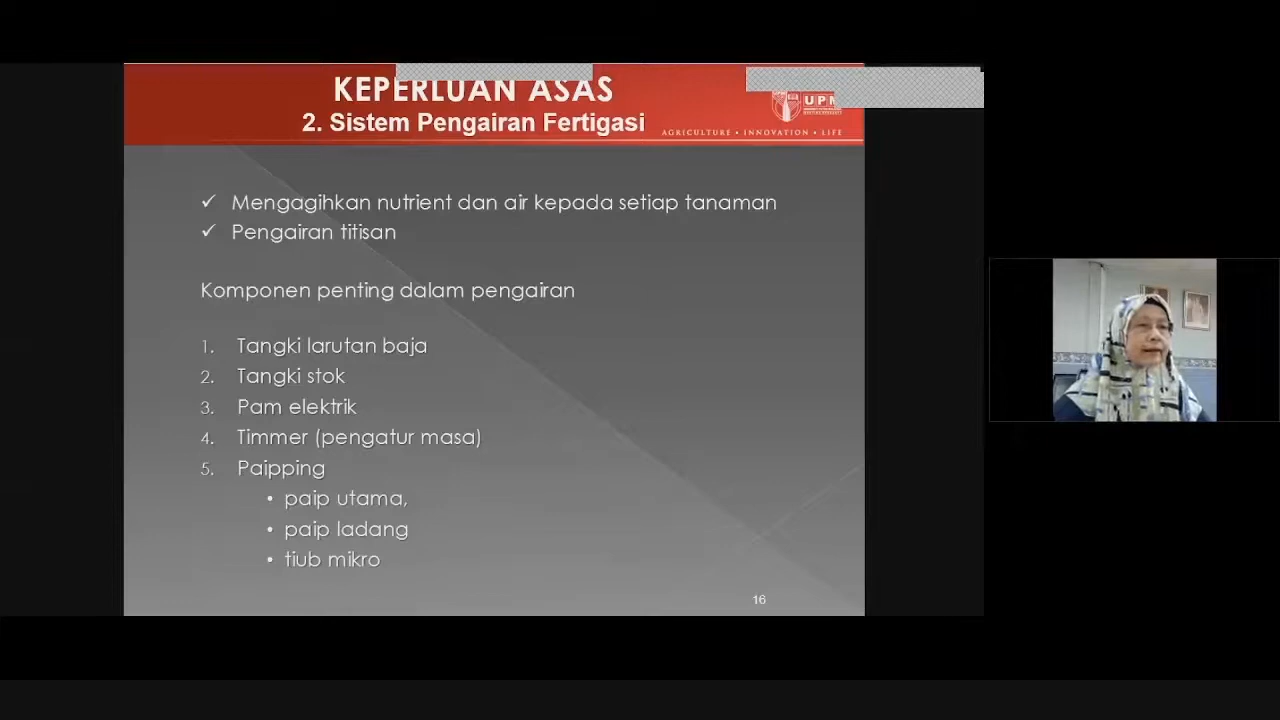 KEPERLUAN ASAS
2. Sistem Pengairan Fertigasi
UPM
AGRICULTURE • INNOVATION • LIFE
✓ Mengagihkan nutrient dan air kepada setiap tanaman
✓ Pengairan titisan
Komponen penting dalam pengairan
1. Tangki larutan baja
2. Tangki stok
3. Pam elektrik
4. Timmer (pengatur masa)
5. Paipping
• paip utama,
• paip ladang
• tiub mikro
16